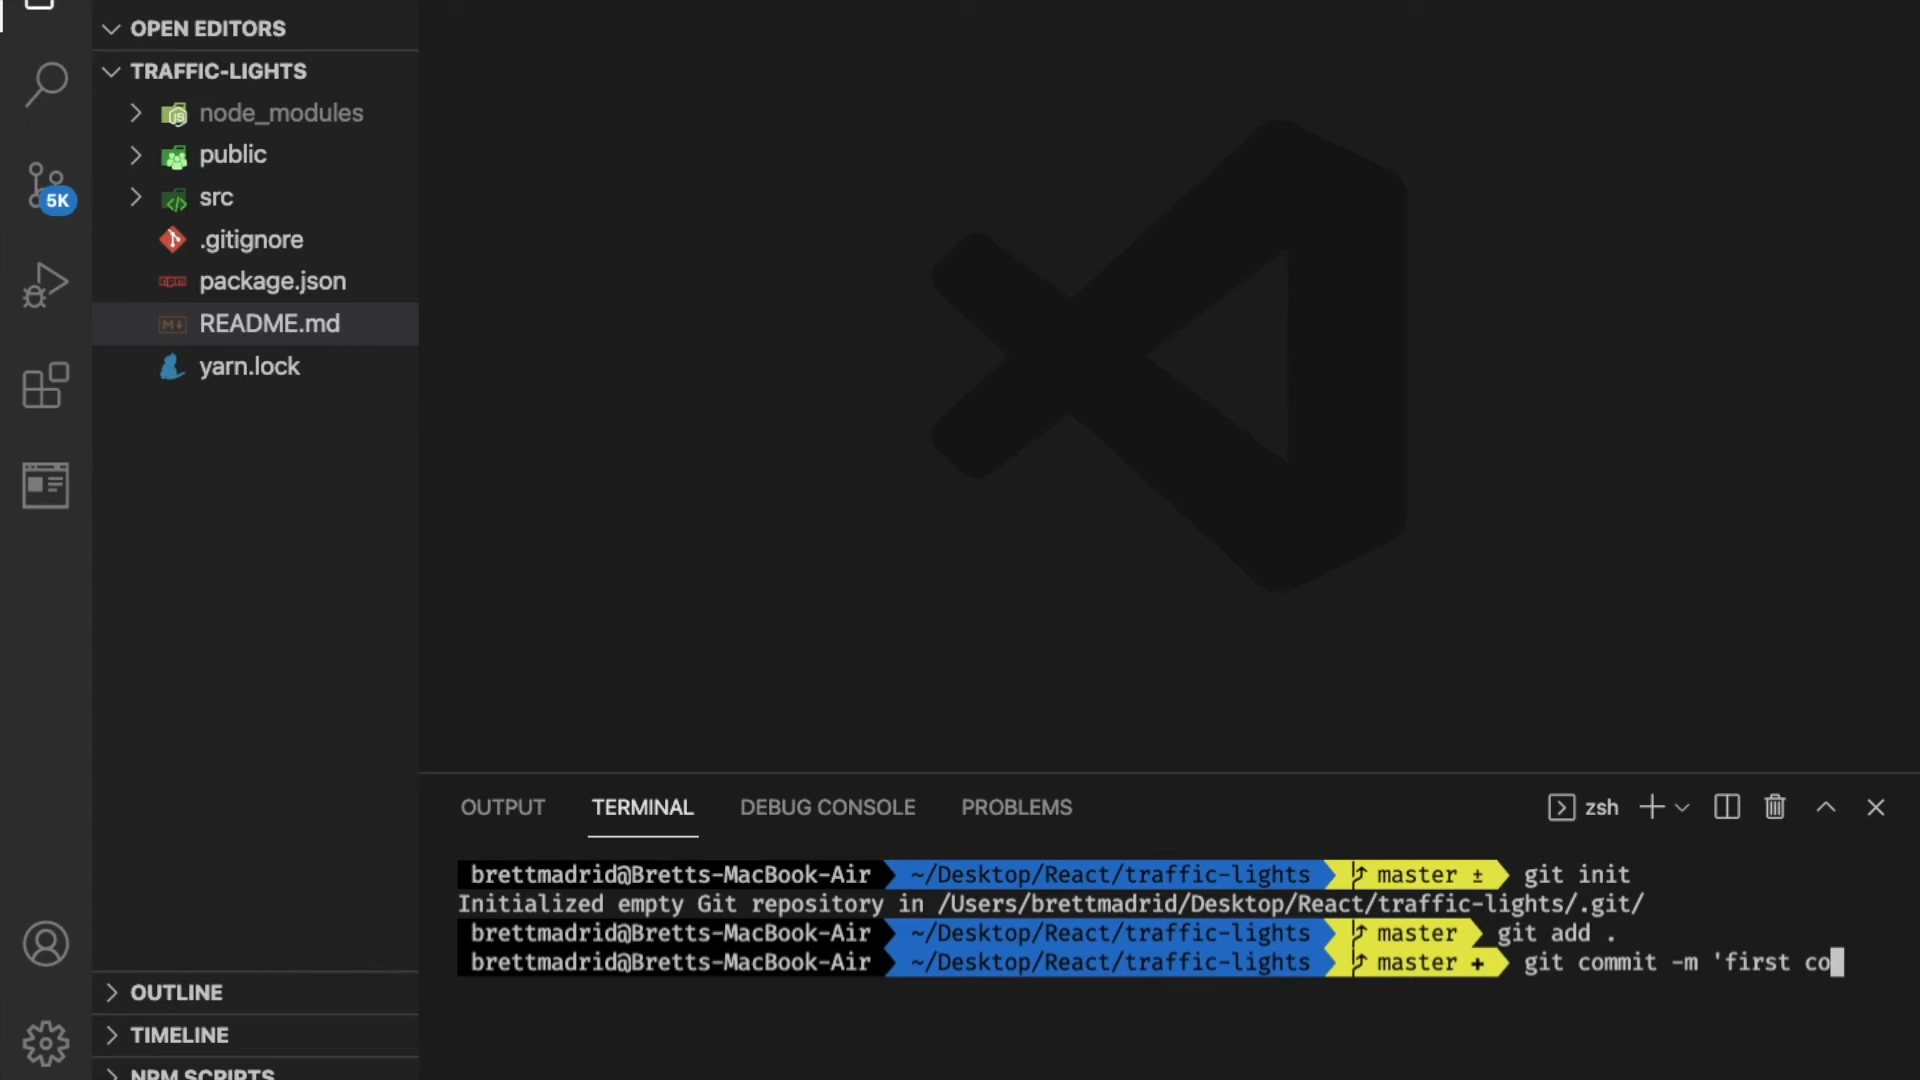 OPEN EDITORS
TRAFFIC-LIGHTS
node_modules
public
src
5K
.gitignore
package.json
README.md
yarn.lock
OUTLINE
TIMELINE
NPM SCRIPTS
OUTPUT TERMINAL DEBUG CONSOLE PROBLEMS zsh
brettmadrid@Bretts-MacBook-Air ~/Desktop/React/traffic-lights master ± git init
Initialized empty Git repository in /Users/brettmadrid/Desktop/React/traffic-lights/.git/
brettmadrid@Bretts-MacBook-Air ~/Desktop/React/traffic-lights master git add .
brettmadrid@Bretts-MacBook-Air ~/Desktop/React/traffic-lights master + git commit -m 'first co